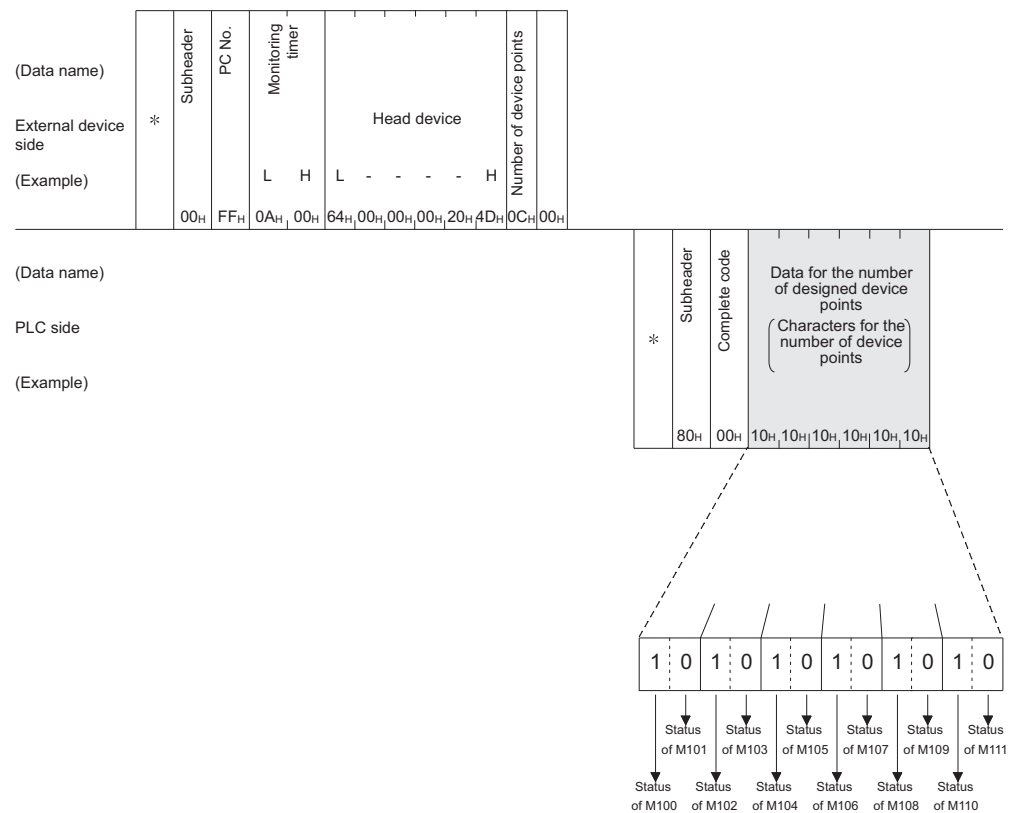 (Data name)
External device
side
(Example)
*
Subheader
PC No.
Monitoring
timer
Head device
Number of device points
L H L - - - - H
00H FFH 0AH 00H 64H 00H 00H 00H 20H 4DH 0CH 00H
(Data name)
PLC side
(Example)
*
Subheader
Complete code
Data for the number
of designed device
points
Characters for the
number of device
points
80H 00H 10H 10H 10H 10H 10H 10H
1 0 1 0 1 0 1 0 1 0 1 0
Status
of M101
Status
of M103
Status
of M105
Status
of M107
Status
of M109
Status
of M111
Status
of M100
Status
of M102
Status
of M104
Status
of M106
Status
of M108
Status
of M110